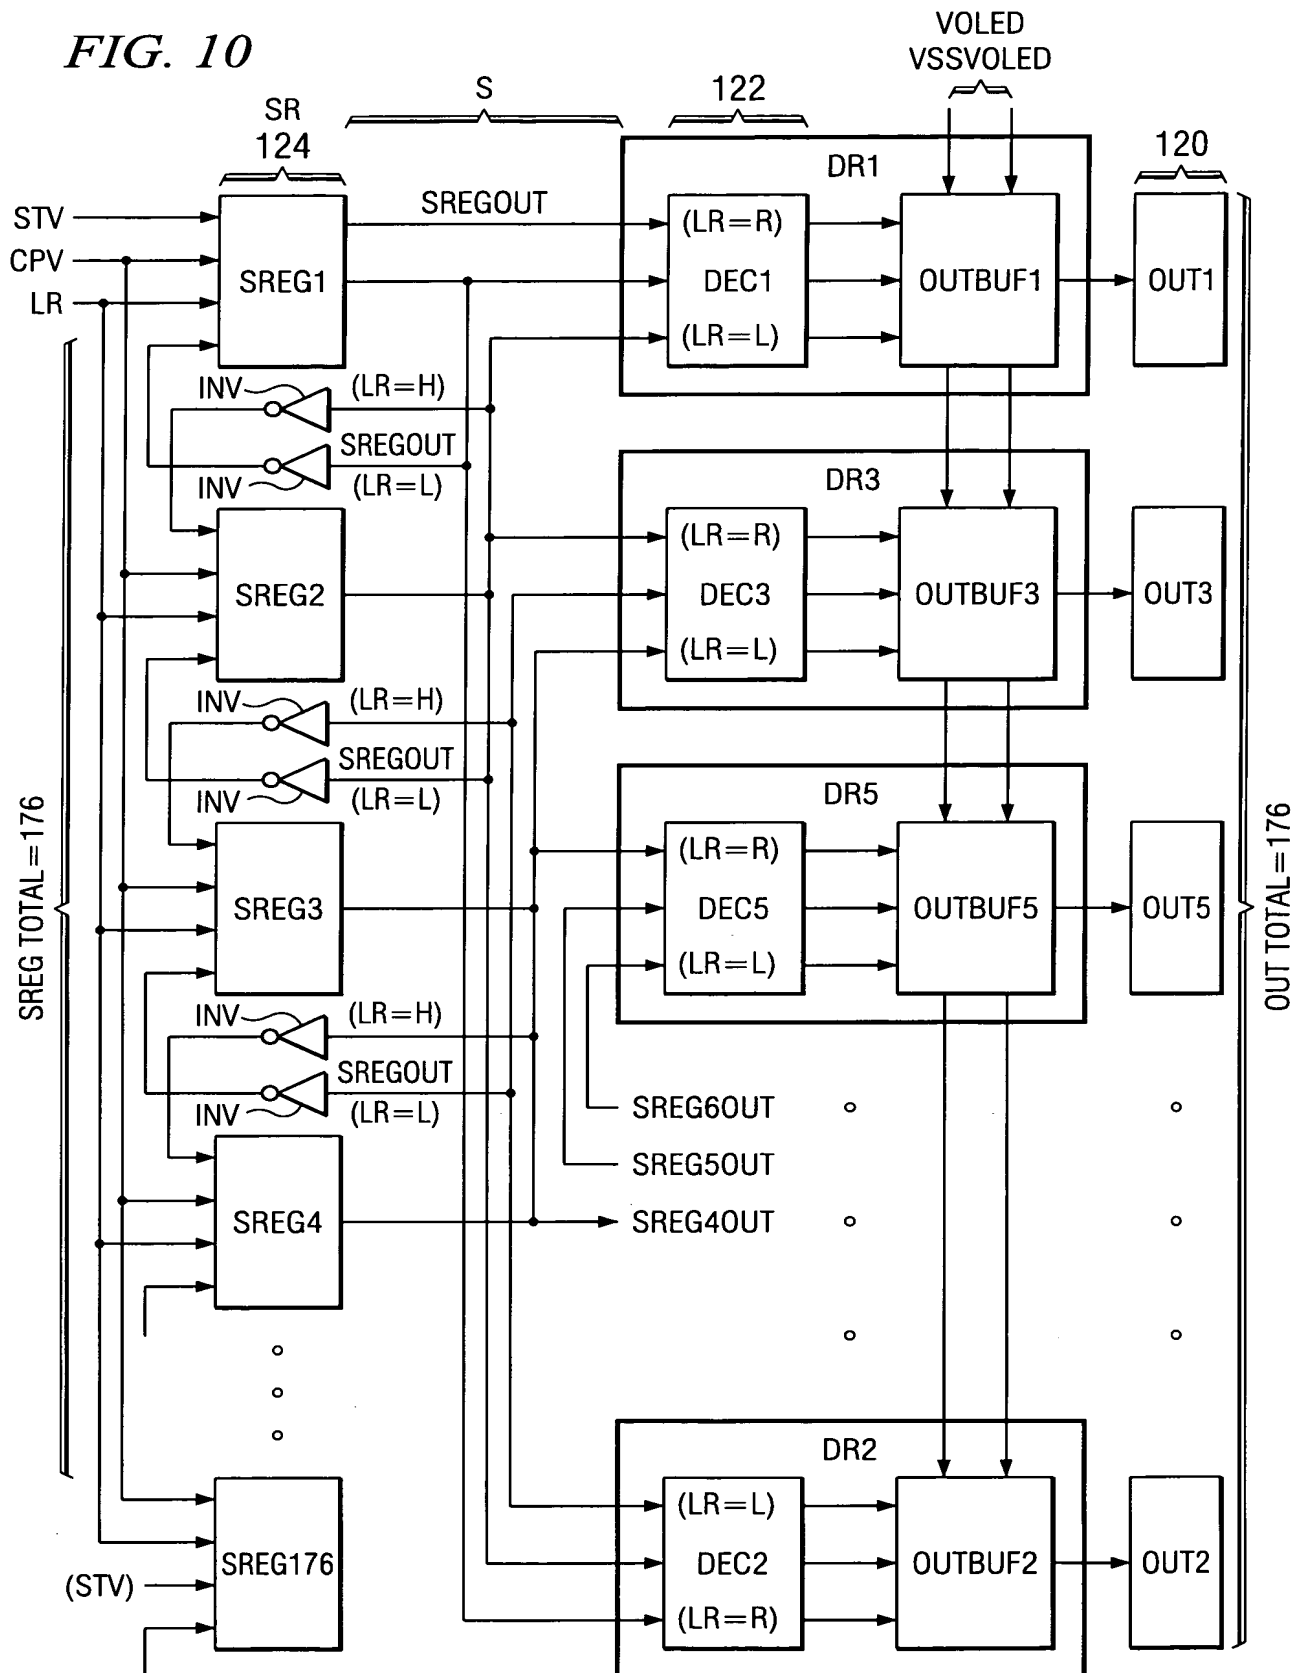 FIG. 10
VOLED
VSSVOLED
SR
124
S
122
120
STV
CPV
LR
SREG1
SREGOUT
DR1
(LR=R)
DEC1
(LR=L)
OUTBUF1
OUT1
INV
(LR=H)
SREGOUT
INV
(LR=L)
SREG2
DR3
(LR=R)
DEC3
(LR=L)
OUTBUF3
OUT3
INV
(LR=H)
SREGOUT
INV
(LR=L)
SREG3
DR5
(LR=R)
DEC5
(LR=L)
OUTBUF5
OUT5
SREG TOTAL=176
OUT TOTAL=176
INV
(LR=H)
SREGOUT
INV
(LR=L)
SREG4
SREG6OUT
SREG5OUT
SREG4OUT
SREG176
(STV)
DR2
(LR=L)
DEC2
(LR=R)
OUTBUF2
OUT2